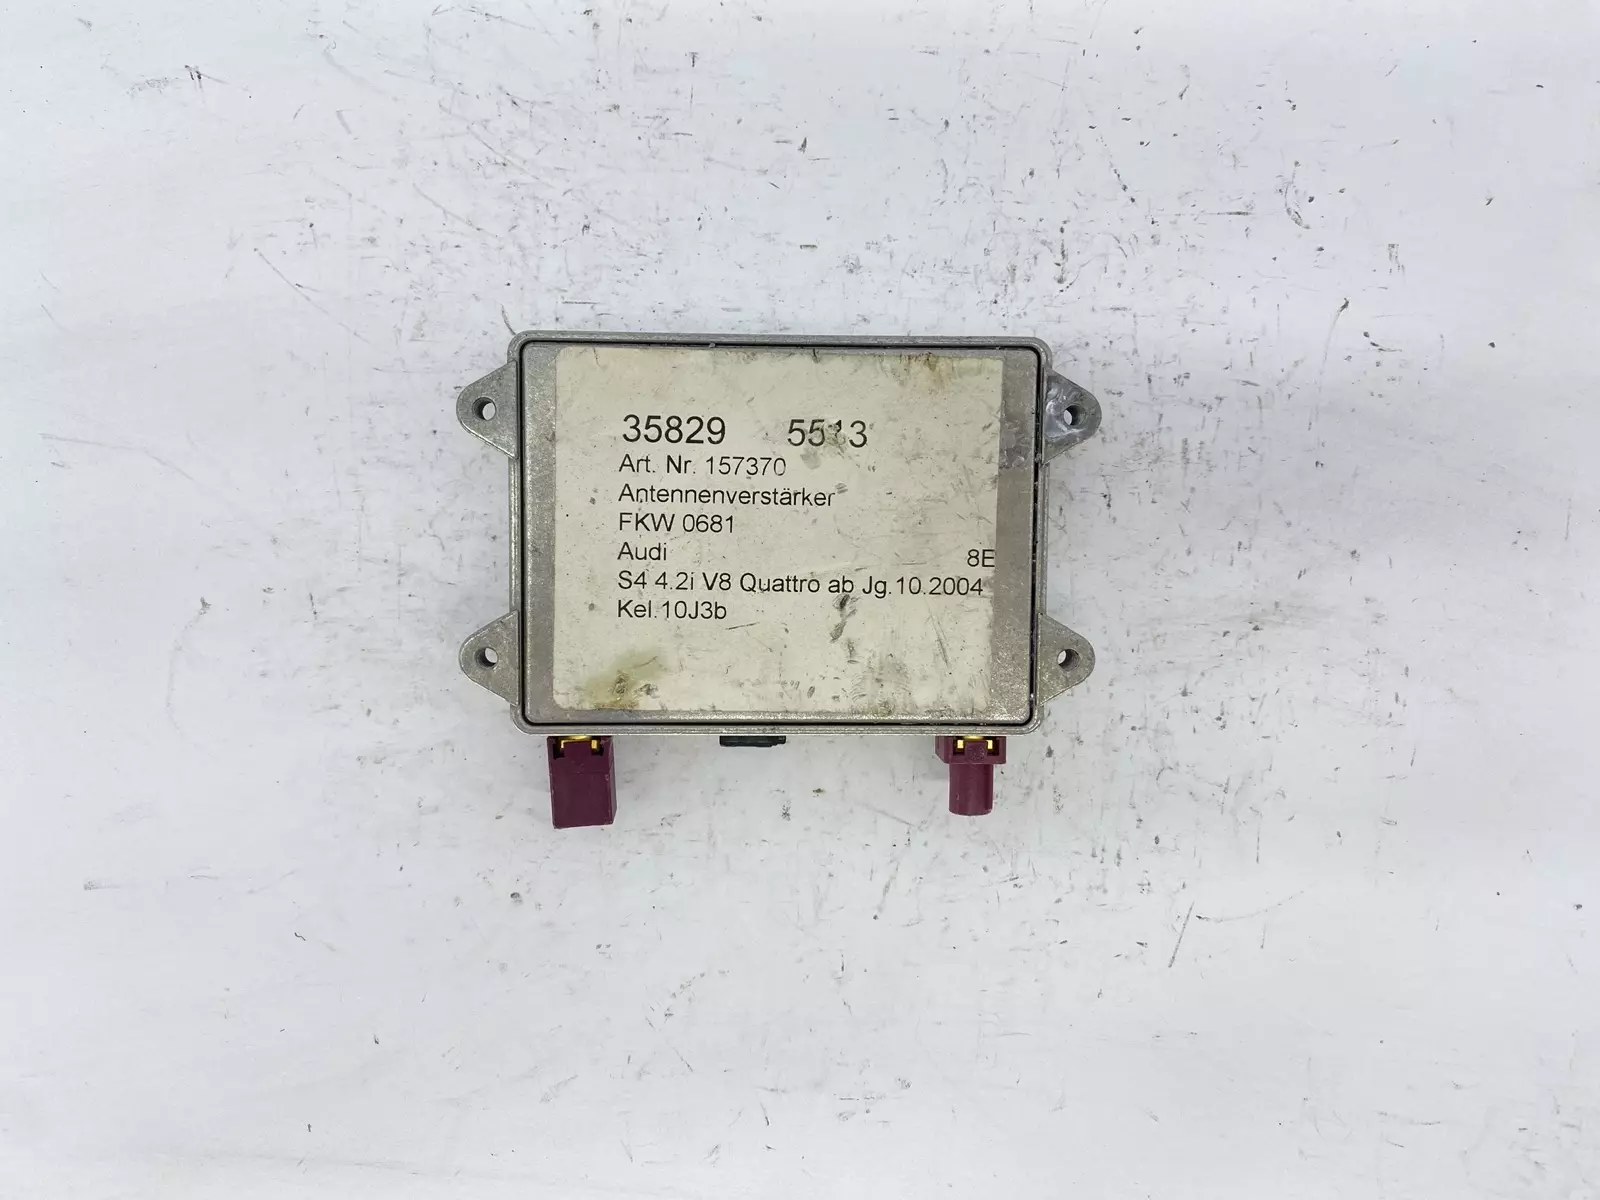 35829 5513
Art. Nr. 157370
Antennenverstärker
FKW 0681
Audi 8E
S4 4.2i V8 Quattro ab Jg.10.2004
Kel.10J3b